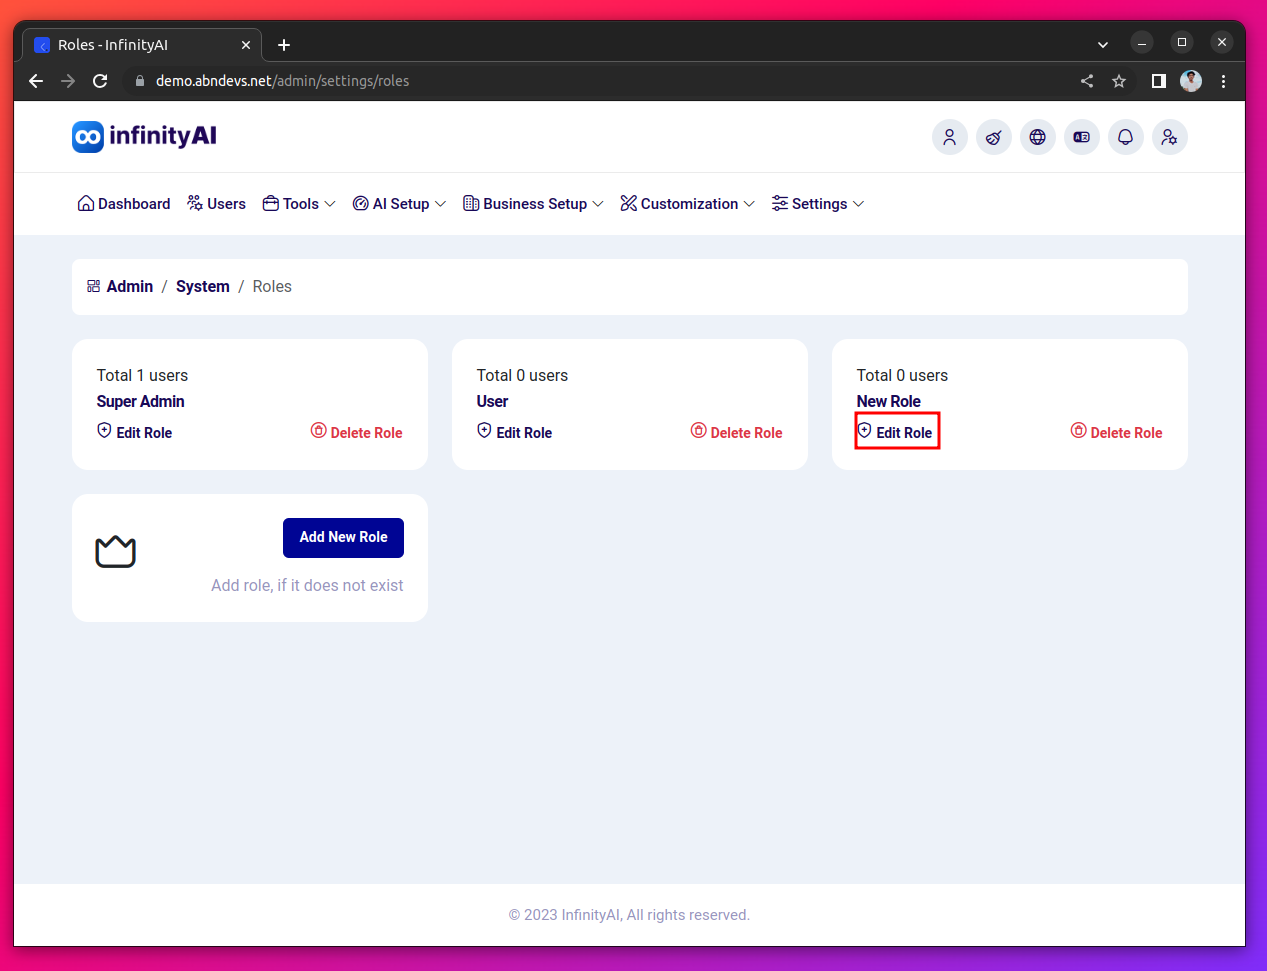 Roles - InfinityAI
demo.abndevs.net/admin/settings/roles
infinityAI
Dashboard Users Tools AI Setup Business Setup Customization Settings
Admin / System / Roles
Total 1 users
Super Admin
Edit Role Delete Role
Total 0 users
User
Edit Role Delete Role
Total 0 users
New Role
Edit Role Delete Role
Add New Role
Add role, if it does not exist
© 2023 InfinityAI, All rights reserved.